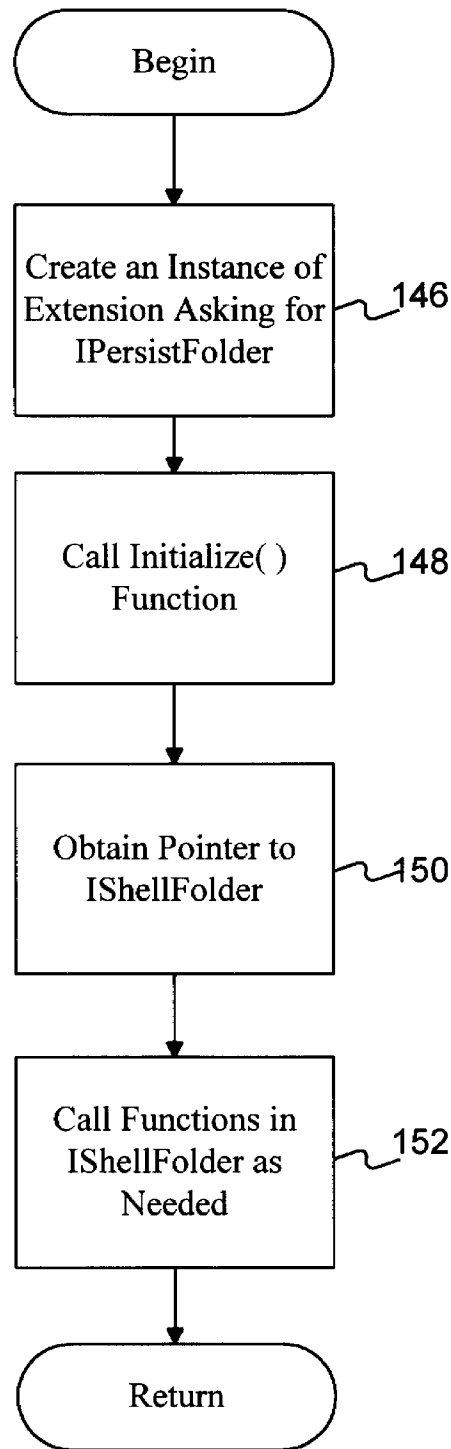 Begin
Create an Instance of
Extension Asking for
IPersistFolder
146
Call Initialize( )
Function
148
Obtain Pointer to
IShellFolder
150
Call Functions in
IShellFolder as
Needed
152
Return